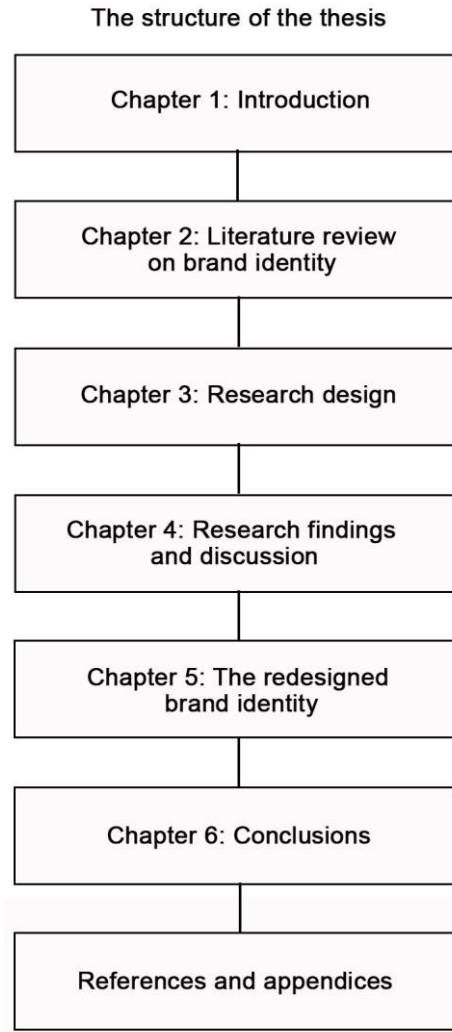 The structure of the thesis
Chapter 1: Introduction
Chapter 2: Literature review
on brand identity
Chapter 3: Research design
Chapter 4: Research findings
and discussion
Chapter 5: The redesigned
brand identity
Chapter 6: Conclusions
References and appendices